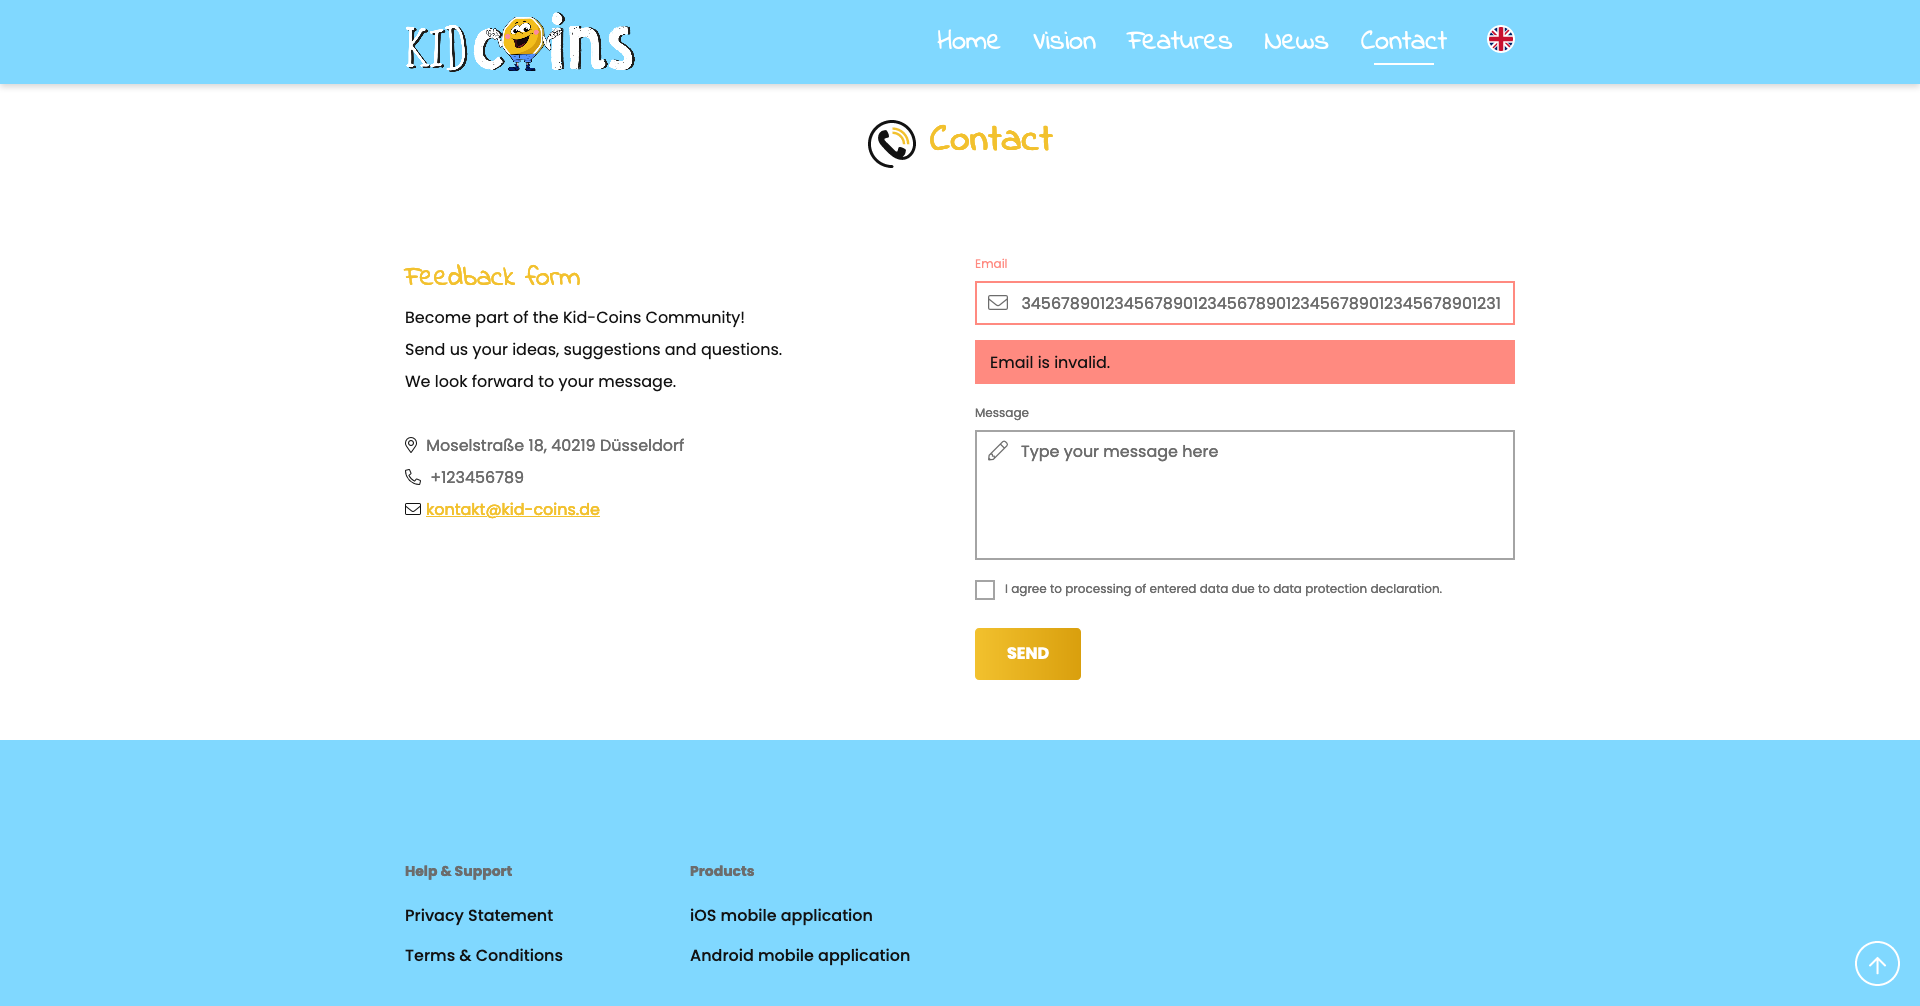 KID coins
Home Vision Features News Contact
Contact
Feedback form
Become part of the Kid-Coins Community!
Send us your ideas, suggestions and questions.
We look forward to your message.
Moselstraße 18, 40219 Düsseldorf
+123456789
kontakt@kid-coins.de
Email
345678901234567890123456789012345678901234567890 1231
Email is invalid.
Message
Type your message here
I agree to processing of entered data due to data protection declaration.
SEND
Help & Support
Privacy Statement
Terms & Conditions
Products
iOS mobile application
Android mobile application